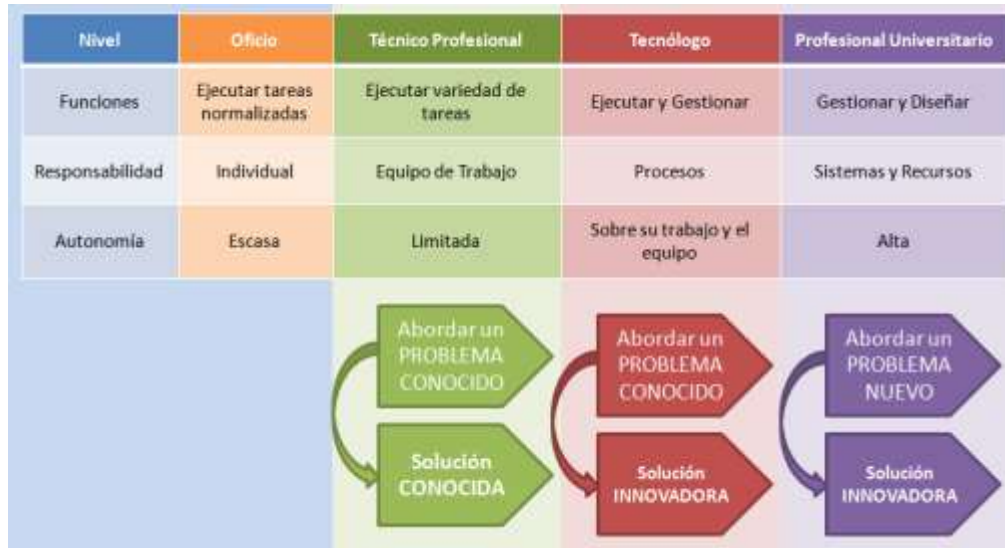 Nivel
Oficio
Técnico Profesional
Tecnólogo
Profesional Universitario
Funciones
Ejecutar tareas
normalizadas
Ejecutar variedad de
tareas
Ejecutar y Gestionar
Gestionar y Diseñar
Responsabilidad
Individual
Equipo de Trabajo
Procesos
Sistemas y Recursos
Autonomía
Escasa
Limitada
Sobre su trabajo y el
equipo
Alta
Abordar un
PROBLEMA
CONOCIDO
Abordar un
PROBLEMA
CONOCIDO
Abordar un
PROBLEMA
NUEVO
Solución
CONOCIDA
Solución
INNOVADORA
Solución
INNOVADORA